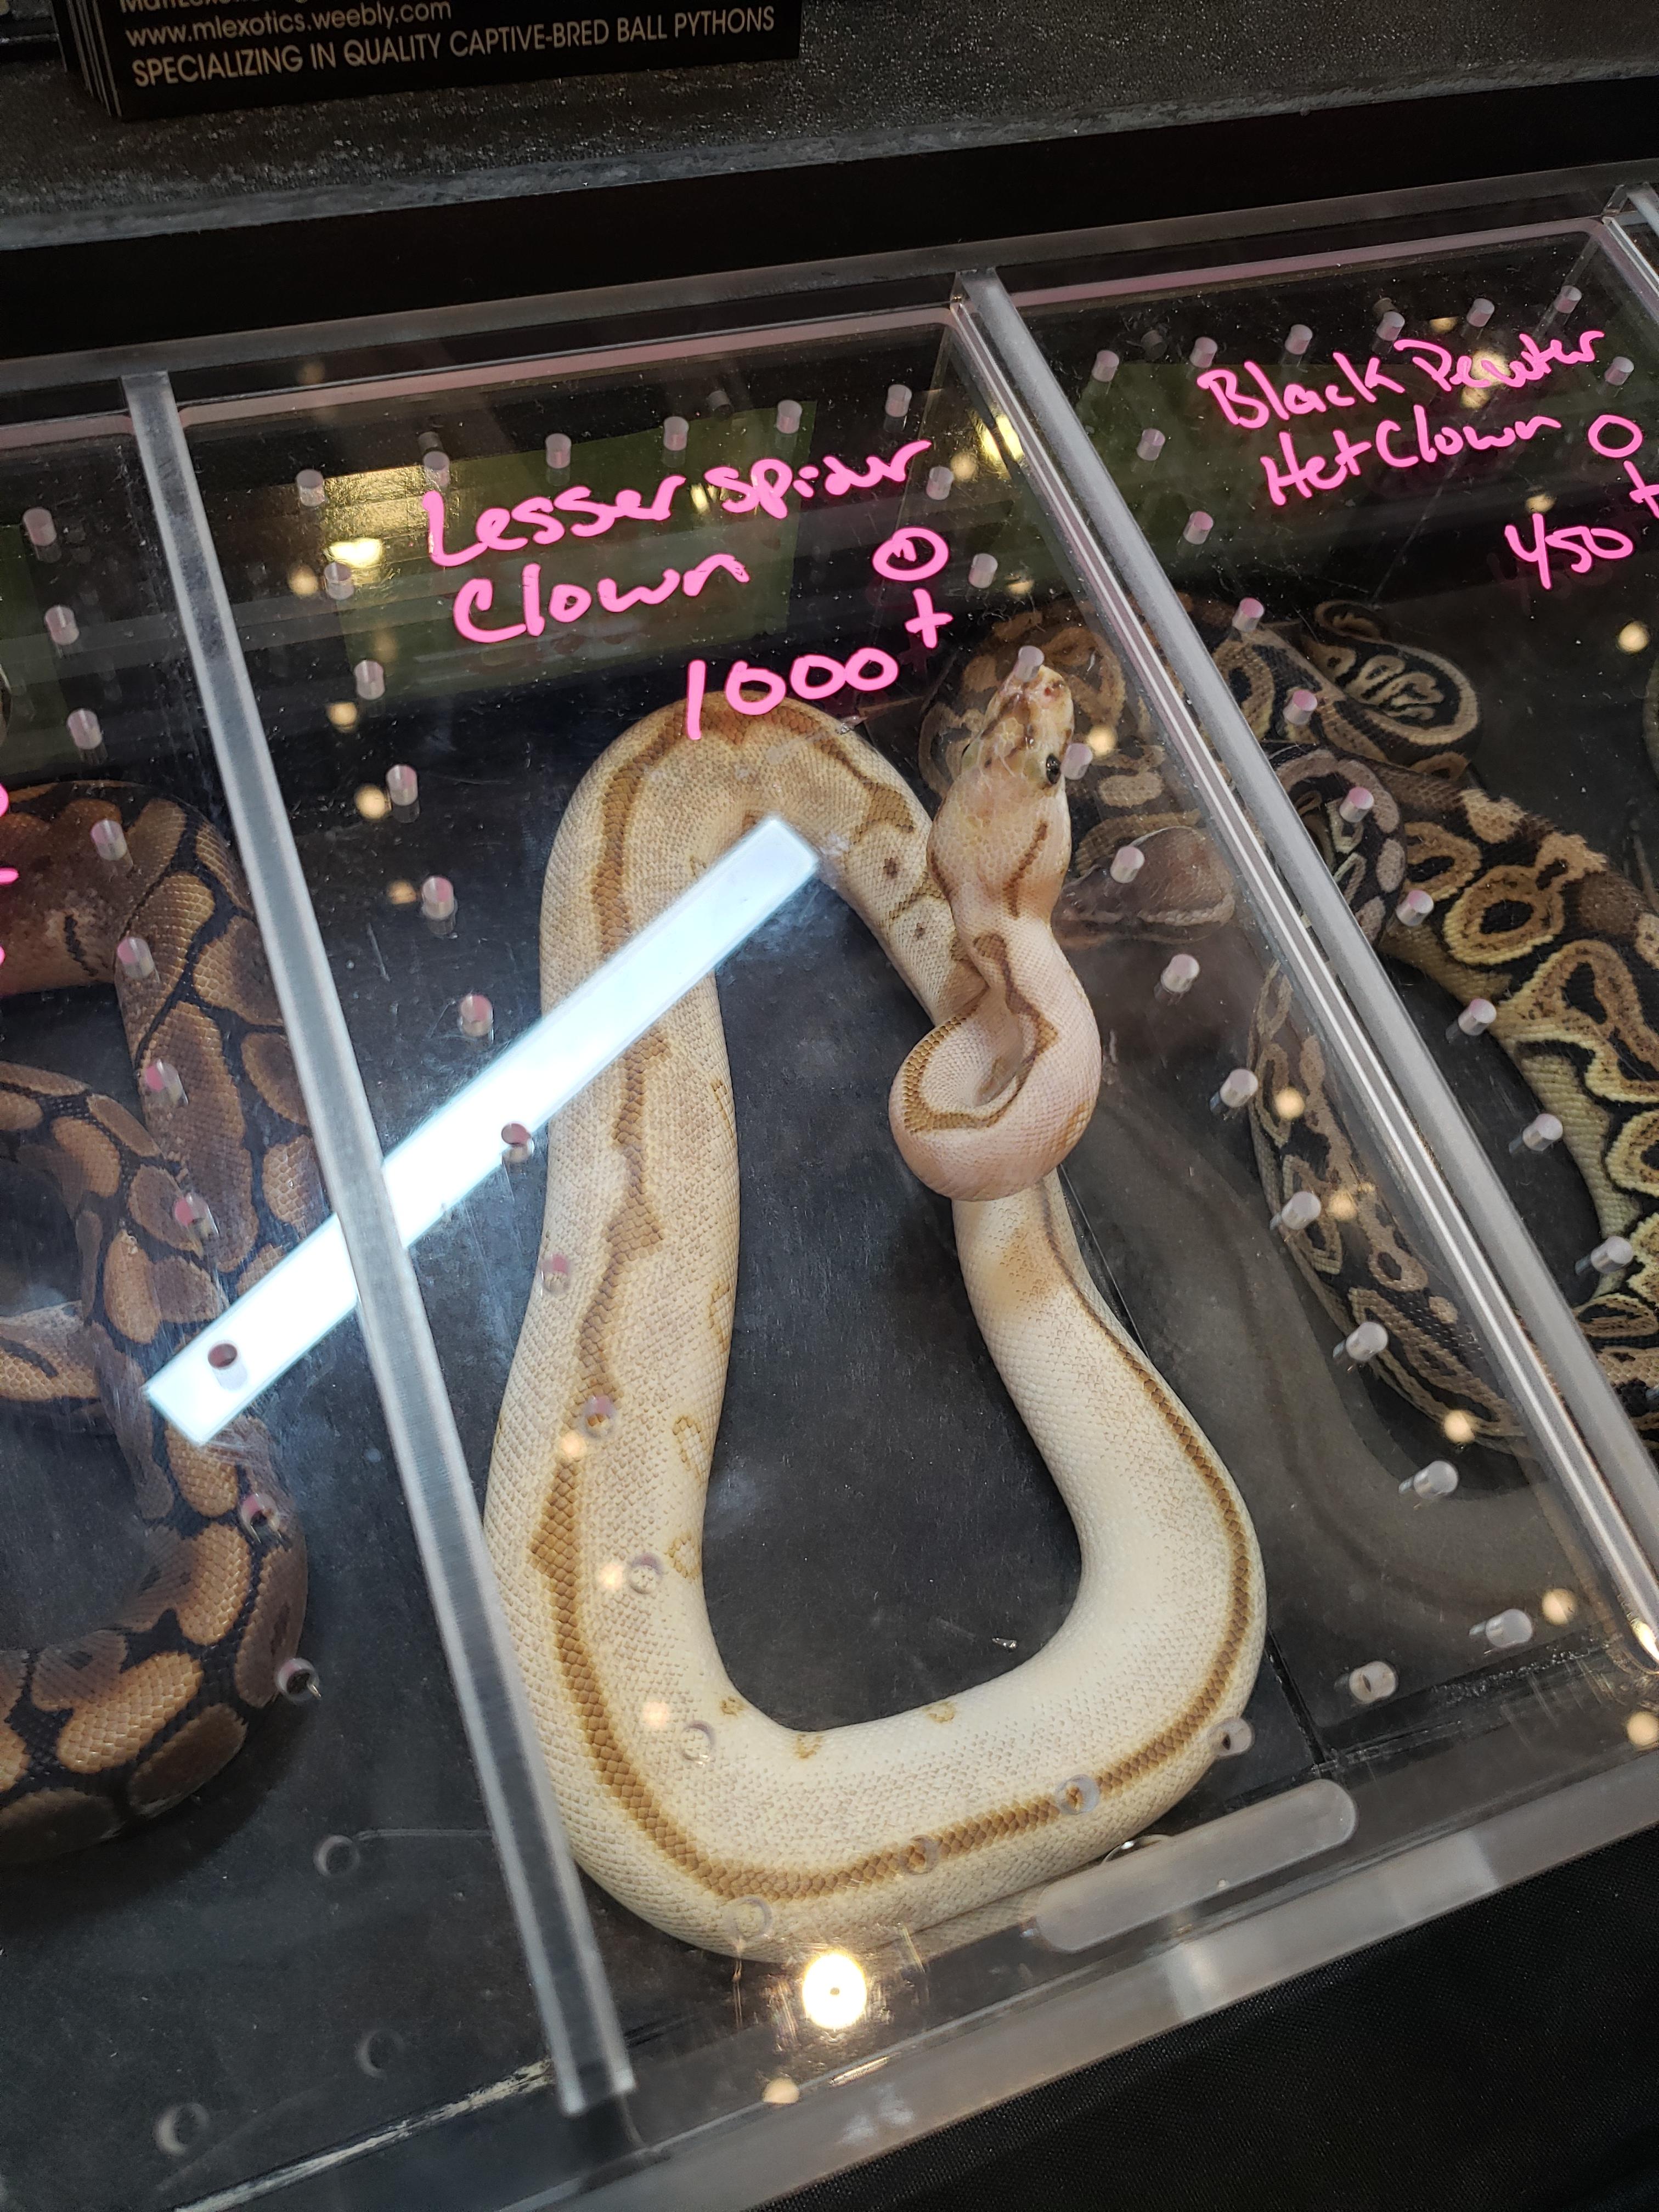 www.mlexotics.weebly.com
SPECIALIZING IN QUALITY CAPTIVE-BRED BALL PYTHONS
Lesser spider
Clown ♀
1000
Black Pewter
Het Clown ♀
450